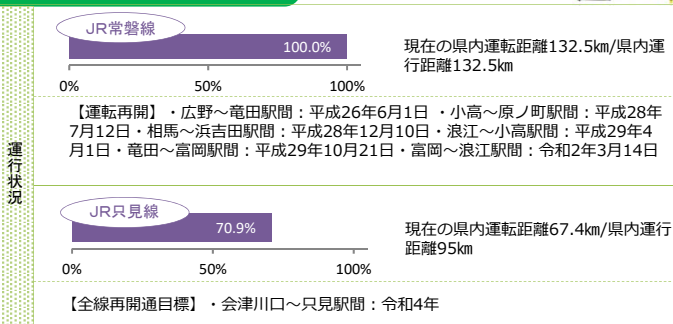 JR常磐線
100.0%
0% 50% 100%
現在の県内運転距離132.5㎞/県内運
行距離132.5㎞
【運転再開】・広野～竜田駅間：平成26年6月1日 ・小高～原ノ町駅間：平成28年
7月12日・相馬～浜吉田駅間：平成28年12月10日・浪江～小高駅間：平成29年4
月1日・竜田～富岡駅間：平成29年10月21日・富岡～浪江駅間：令和2年3月14日
運行状況
JR只見線
70.9%
0% 50% 100%
現在の県内運転距離67.4㎞/県内運行
距離95㎞
【全線再開通目標】・会津川口～只見駅間：令和4年